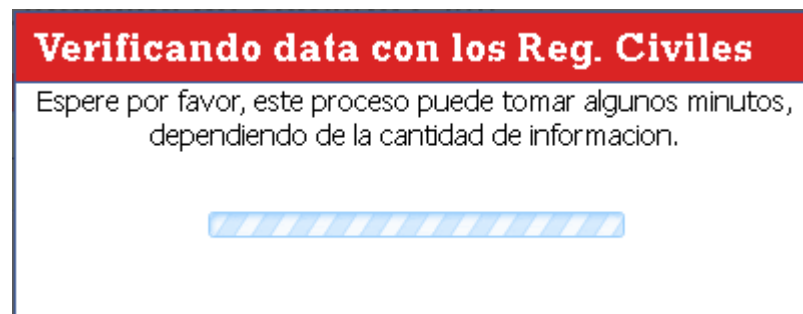 Verificando data con los Reg. Civiles
Espere por favor, este proceso puede tomar algunos minutos,
dependiendo de la cantidad de informacion.